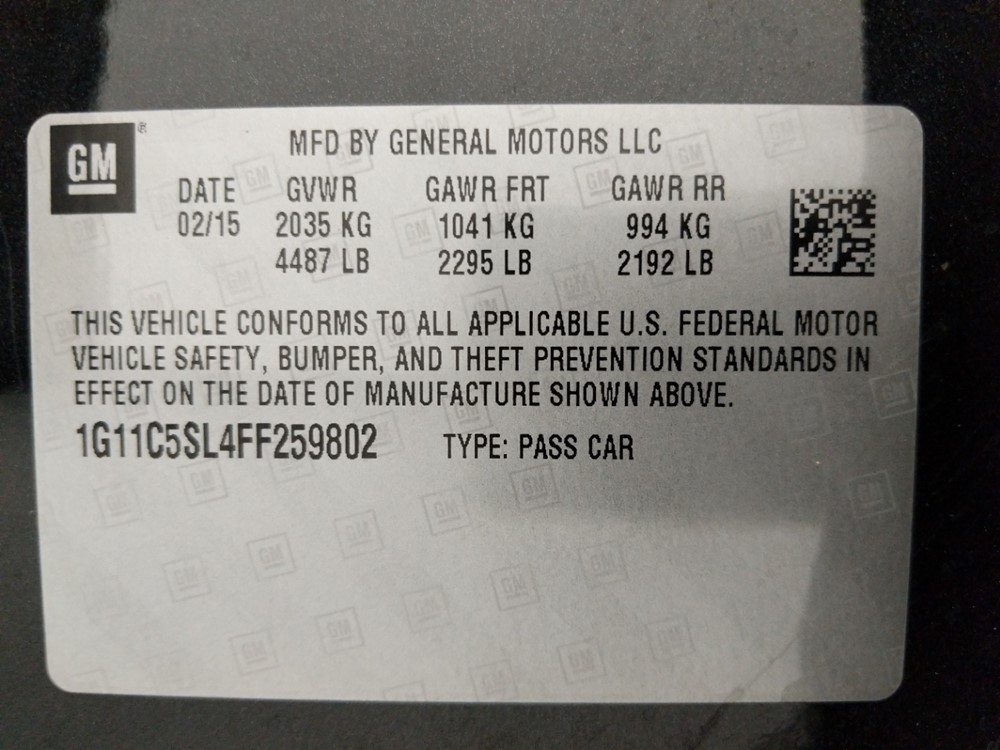 GM ®
MFD BY GENERAL MOTORS LLC
DATE GVWR GAWR FRT GAWR RR
02/15 2035 KG 1041 KG 994 KG
4487 LB 2295 LB 2192 LB
THIS VEHICLE CONFORMS TO ALL APPLICABLE U.S. FEDERAL MOTOR
VEHICLE SAFETY, BUMPER, AND THEFT PREVENTION STANDARDS IN
EFFECT ON THE DATE OF MANUFACTURE SHOWN ABOVE.
1G11C5SL4FF259802 TYPE: PASS CAR